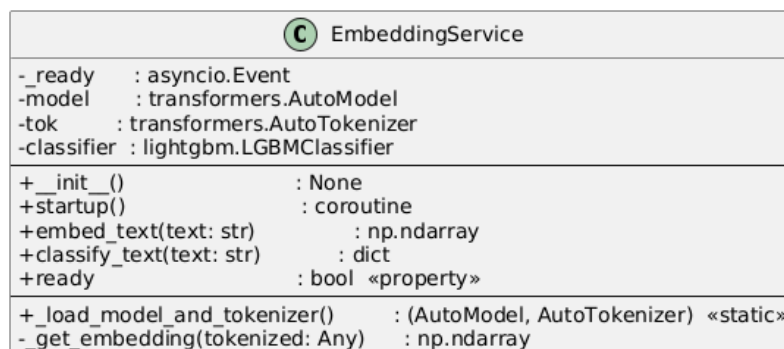 C EmbeddingService
-_ready : asyncio.Event
-model : transformers.AutoModel
-tok : transformers.AutoTokenizer
-classifier : lightgbm.LGBMClassifier
+__init__() : None
+startup() : coroutine
+embed_text(text: str) : np.ndarray
+classify_text(text: str) : dict
+ready : bool «property»
+_load_model_and_tokenizer() : (AutoModel, AutoTokenizer) «static»
-_get_embedding(tokenized: Any) : np.ndarray